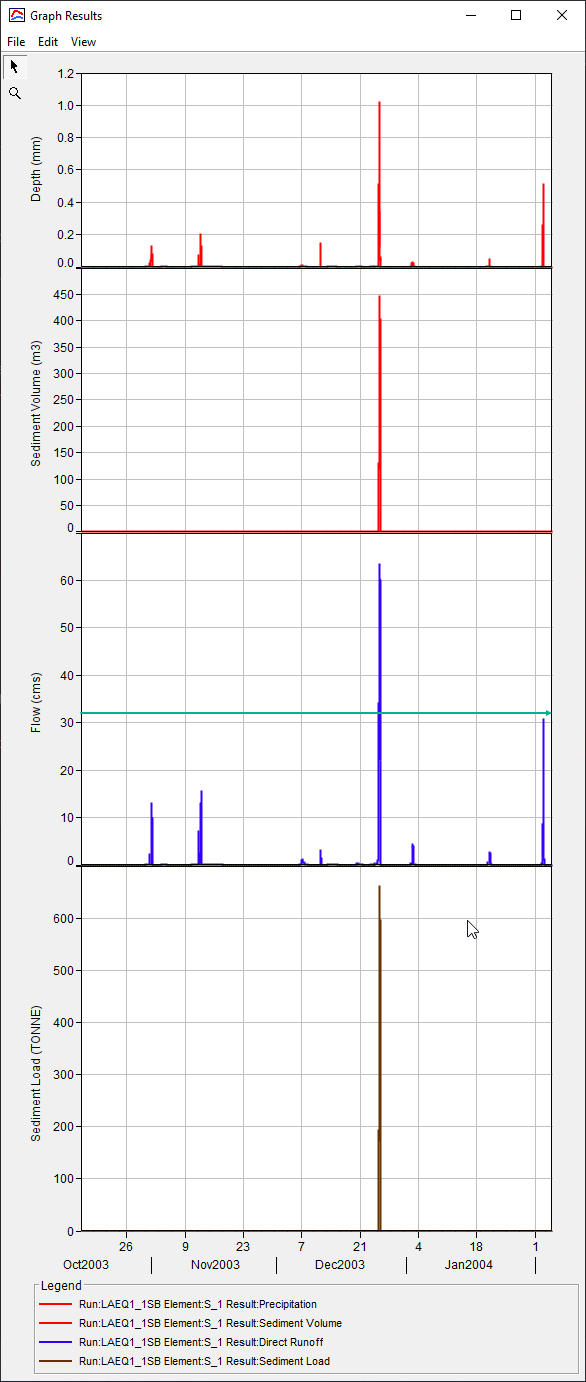 Graph Results
File Edit View
Depth (mm)
1.2
1.0
0.8
0.6
0.4
0.2
0.0
Sediment Volume (m3)
450
400
350
300
250
200
150
100
50
0
Flow (cms)
60
50
40
30
20
10
0
Sediment Load (TONNE)
600
500
400
300
200
100
0
26 9 23 7 21 4 18 1
Oct2003 Nov2003 Dec2003 Jan2004
Legend
Run:LAEQ1_1SB Element:S_1 Result:Precipitation
Run:LAEQ1_1SB Element:S_1 Result:Sediment Volume
Run:LAEQ1_1SB Element:S_1 Result:Direct Runoff
Run:LAEQ1_1SB Element:S_1 Result:Sediment Load